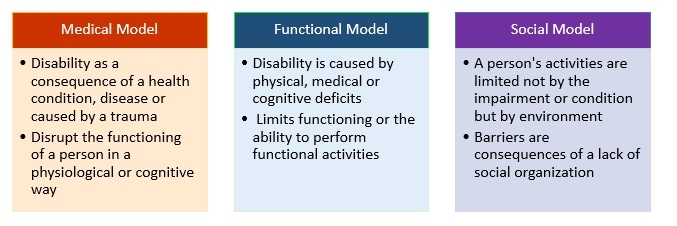 Medical Model
• Disability as a
consequence of a health
condition, disease or
caused by a trauma
• Disrupt the functioning
of a person in a
physiological or cognitive
way
Functional Model
• Disability is caused by
physical, medical or
cognitive deficits
• Limits functioning or the
ability to perform
functional activities
Social Model
• A person's activities are
limited not by the
impairment or condition
but by environment
• Barriers are
consequences of a lack of
social organization